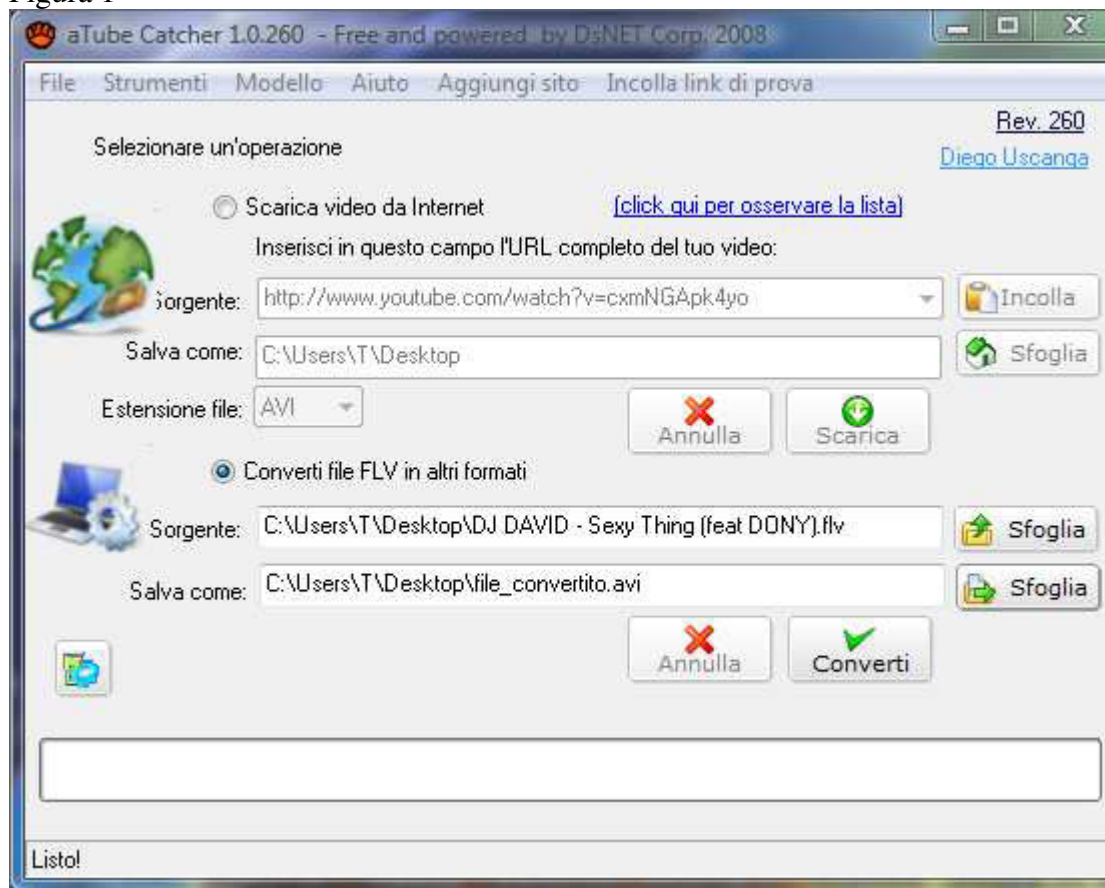 Figura 1
aTube Catcher 1.0.260 - Free and powered by DsNET Corp. 2008
File Strumenti Modello Aiuto Aggiungi sito Incolla link di prova
Rev. 260
Selezionare un'operazione
Diego Uscanga
Scarica video da Internet (click qui per osservare la lista)
Inserisci in questo campo l'URL completo del tuo video:
Sorgente: http://www.youtube.com/watch?v=cxmNGApk4yo Incolla
Salva come: C:\Users\T\Desktop Sfoglia
Estensione file: AVI Annulla Scarica
Converti file FLV in altri formati
Sorgente: C:\Users\T\Desktop\DJ DAVID - Sexy Thing (feat DONY).flv Sfoglia
Salva come: C:\Users\T\Desktop\file_convertito.avi Sfoglia
Annulla Converti
Listo!